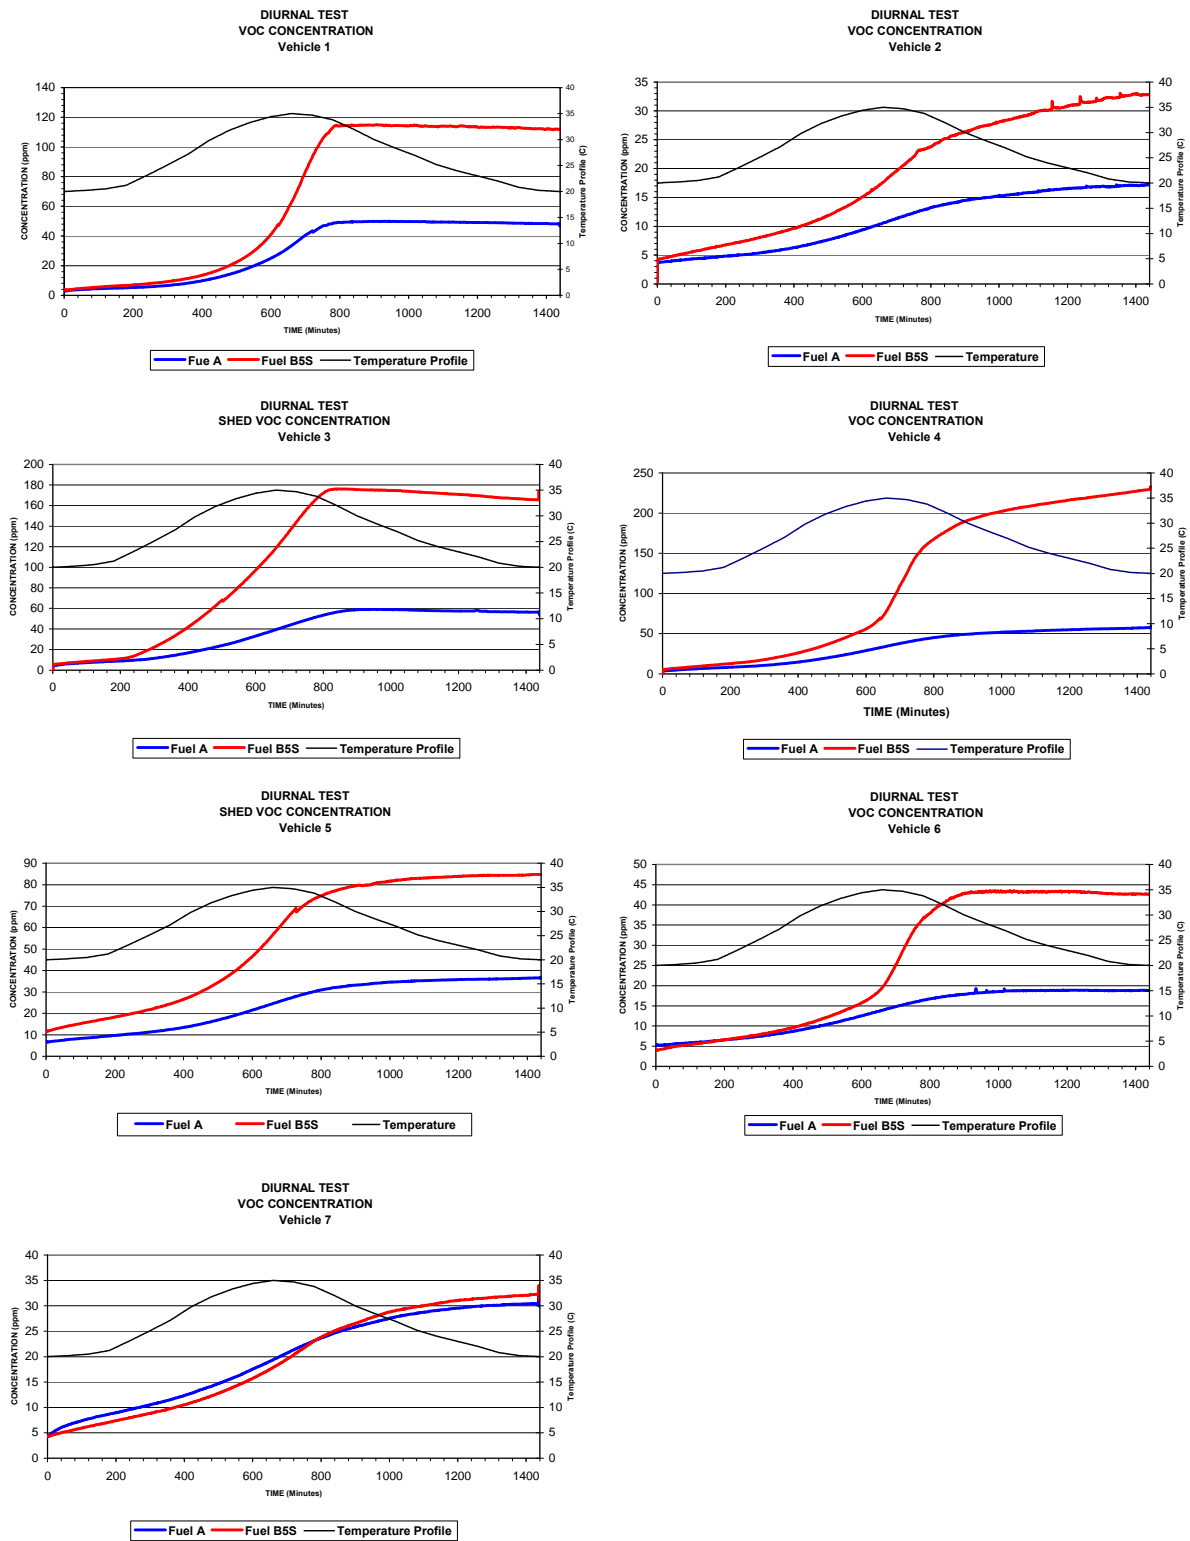 DIURNAL TEST
VOC CONCENTRATION
Vehicle 1
CONCENTRATION (ppm)
140
120
100
80
60
40
20
0
40
35
30
25
20
15
10
5
0
Temperature Profile (C)
0 200 400 600 800 1000 1200 1400
TIME (Minutes)
Fue A Fuel B5S Temperature Profile
DIURNAL TEST
VOC CONCENTRATION
Vehicle 2
CONCENTRATION (ppm)
35
30
25
20
15
10
5
0
40
35
30
25
20
15
10
5
0
Temperature Profile (C)
0 200 400 600 800 1000 1200 1400
TIME (Minutes)
Fuel A Fuel B5S Temperature
DIURNAL TEST
SHED VOC CONCENTRATION
Vehicle 3
CONCENTRATION (ppm)
200
180
160
140
120
100
80
60
40
20
0
40
35
30
25
20
15
10
5
0
Temperature Profile (C)
0 200 400 600 800 1000 1200 1400
TIME (Minutes)
Fuel A Fuel B5S Temperature Profile
DIURNAL TEST
VOC CONCENTRATION
Vehicle 4
CONCENTRATION (ppm)
250
200
150
100
50
0
40
35
30
25
20
15
10
5
0
Temperature Profile (C)
0 200 400 600 800 1000 1200 1400
TIME (Minutes)
Fuel A Fuel B5S Temperature Profile
DIURNAL TEST
SHED VOC CONCENTRATION
Vehicle 5
CONCENTRATION (ppm)
90
80
70
60
50
40
30
20
10
0
40
35
30
25
20
15
10
5
0
Temperature Profile (C)
0 200 400 600 800 1000 1200 1400
TIME (Minutes)
Fuel A Fuel B5S Temperature
DIURNAL TEST
VOC CONCENTRATION
Vehicle 6
CONCENTRATION (ppm)
50
45
40
35
30
25
20
15
10
5
0
40
35
30
25
20
15
10
5
0
Temperature Profile (C)
0 200 400 600 800 1000 1200 1400
TIME (Minutes)
Fuel A Fuel B5S Temperature Profile
DIURNAL TEST
VOC CONCENTRATION
Vehicle 7
CONCENTRATION (ppm)
40
35
30
25
20
15
10
5
0
40
35
30
25
20
15
10
5
0
Temperature Profile (C)
0 200 400 600 800 1000 1200 1400
TIME (Minutes)
Fuel A Fuel B5S Temperature Profile